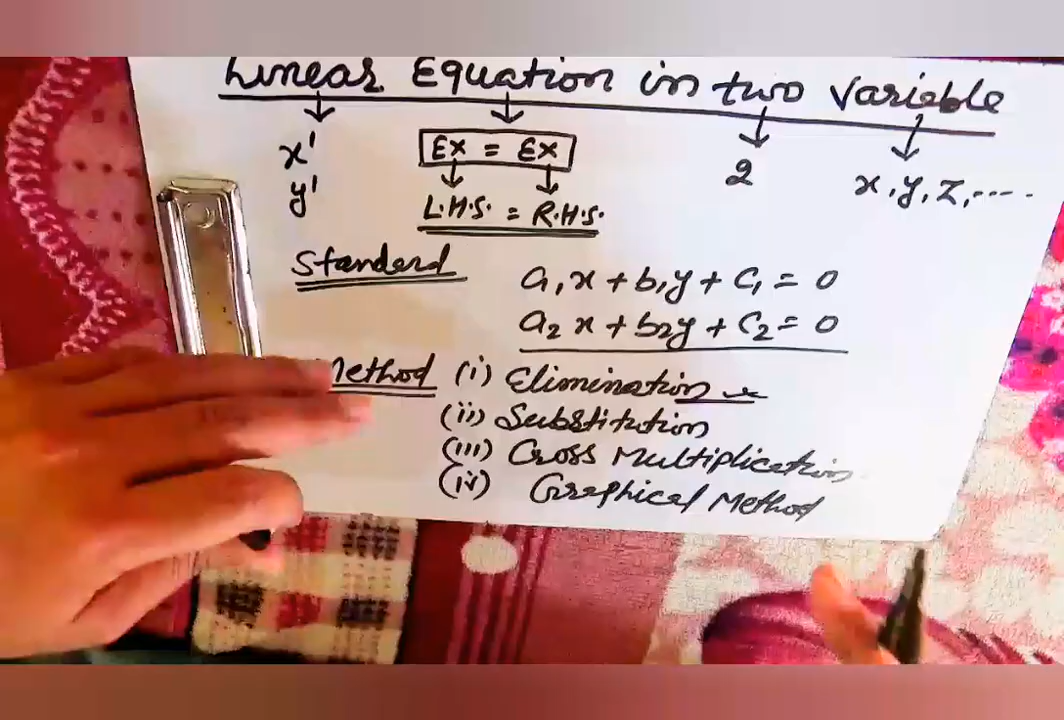 Linear Equation in two variable
x' Ex = Ex 2 x, y, z, ....
y' L.H.S. = R.H.S.
Standerd a₁x + b₁y + c₁ = 0
a₂x + b₂y + c₂ = 0
Method (i) Elimination
(ii) Substitution
(iii) Cross Multiplication
(iv) Graphical Method